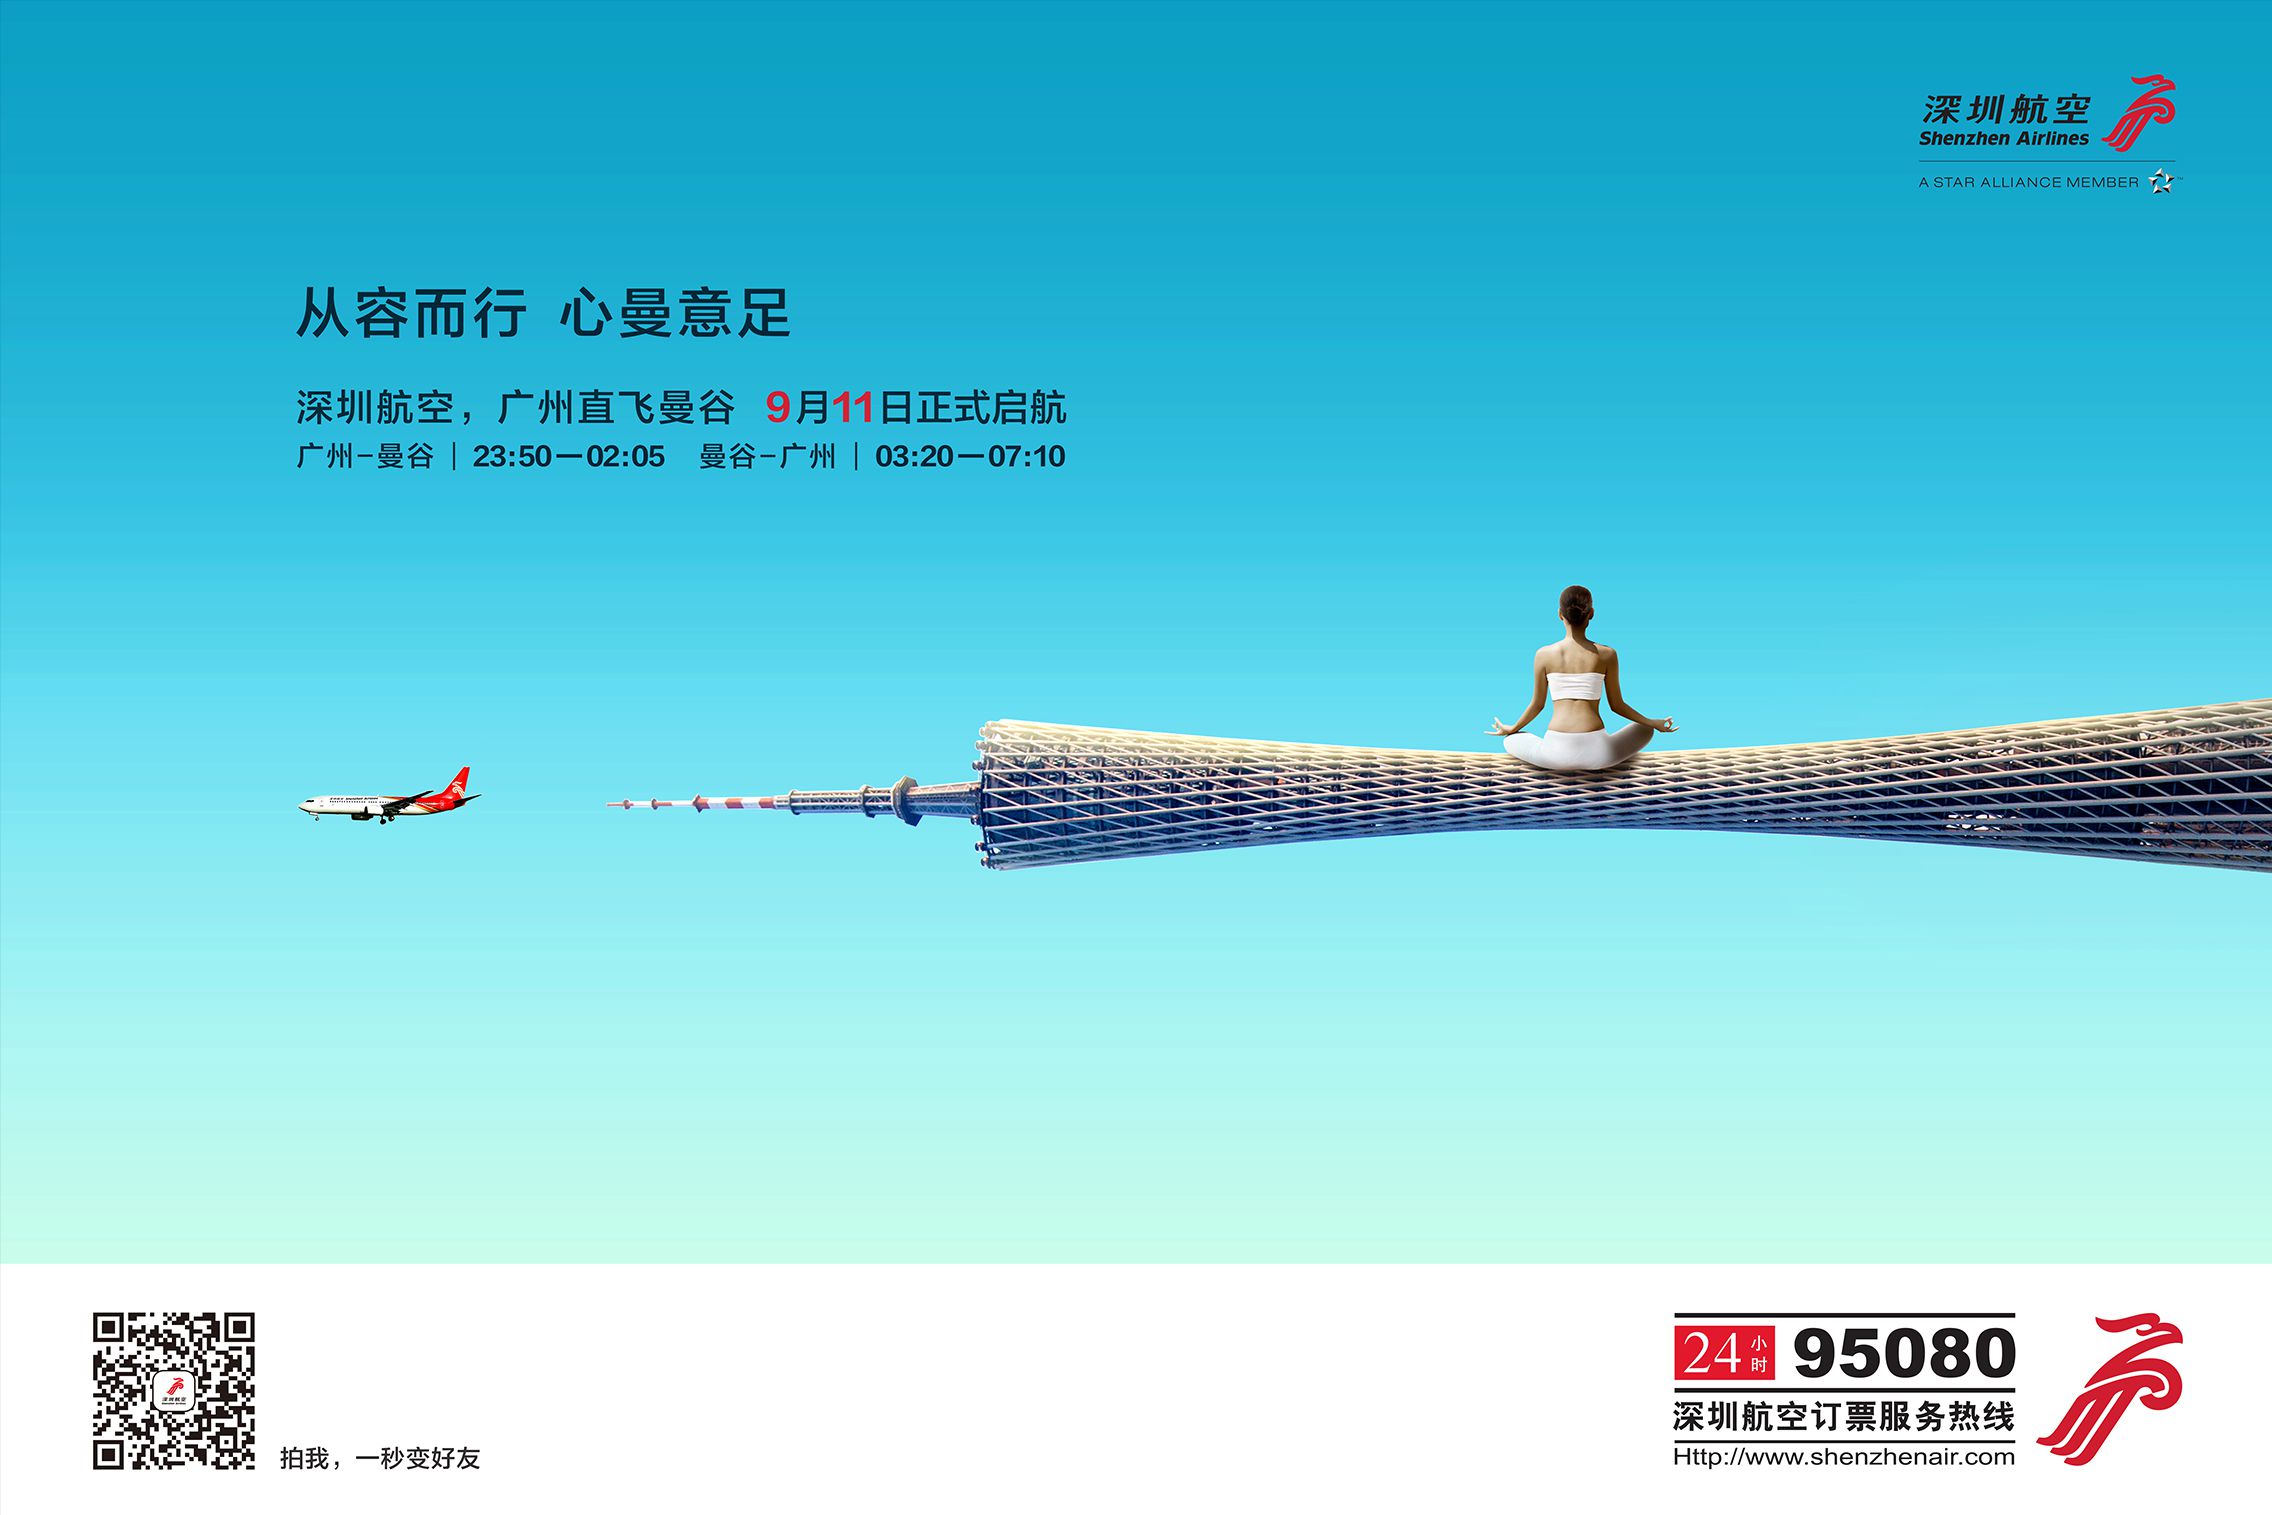 深圳航空
Shenzhen Airlines
A STAR ALLIANCE MEMBER
从容而行 心曼意足
深圳航空，广州直飞曼谷 9月11日正式启航
广州-曼谷｜23:50—02:05 曼谷-广州｜03:20—07:10
拍我，一秒变好友
24小时 95080
深圳航空订票服务热线
Http://www.shenzhenair.com